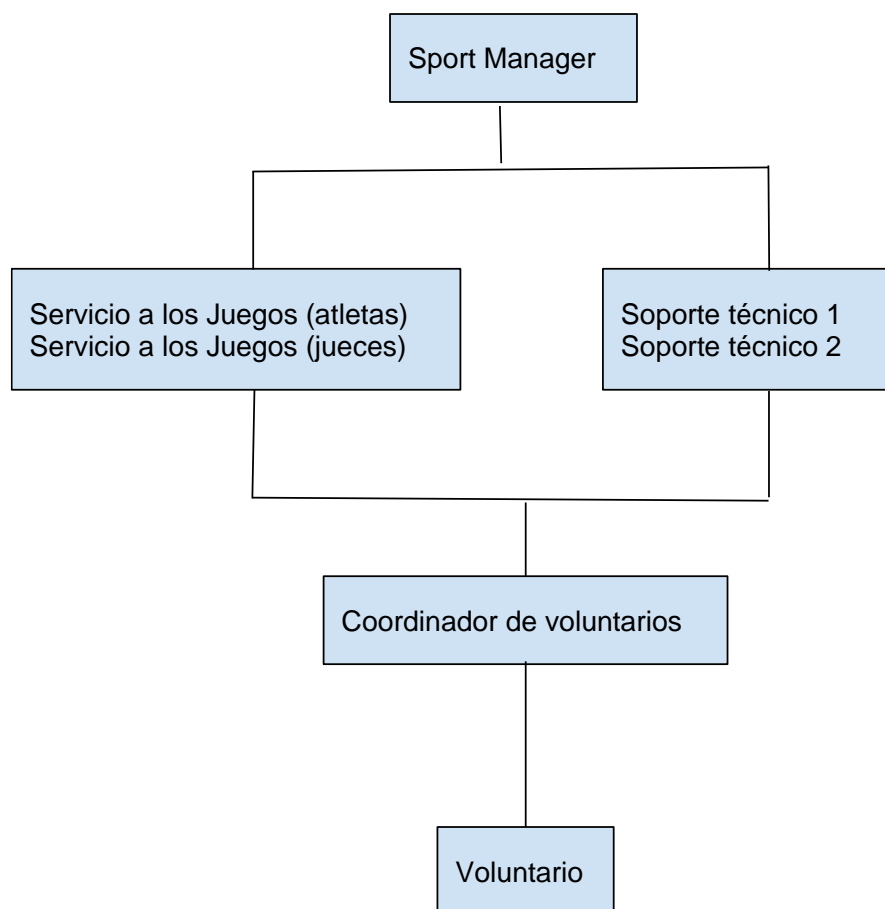 Sport Manager
Servicio a los Juegos (atletas)
Servicio a los Juegos (jueces)
Soporte técnico 1
Soporte técnico 2
Coordinador de voluntarios
Voluntario